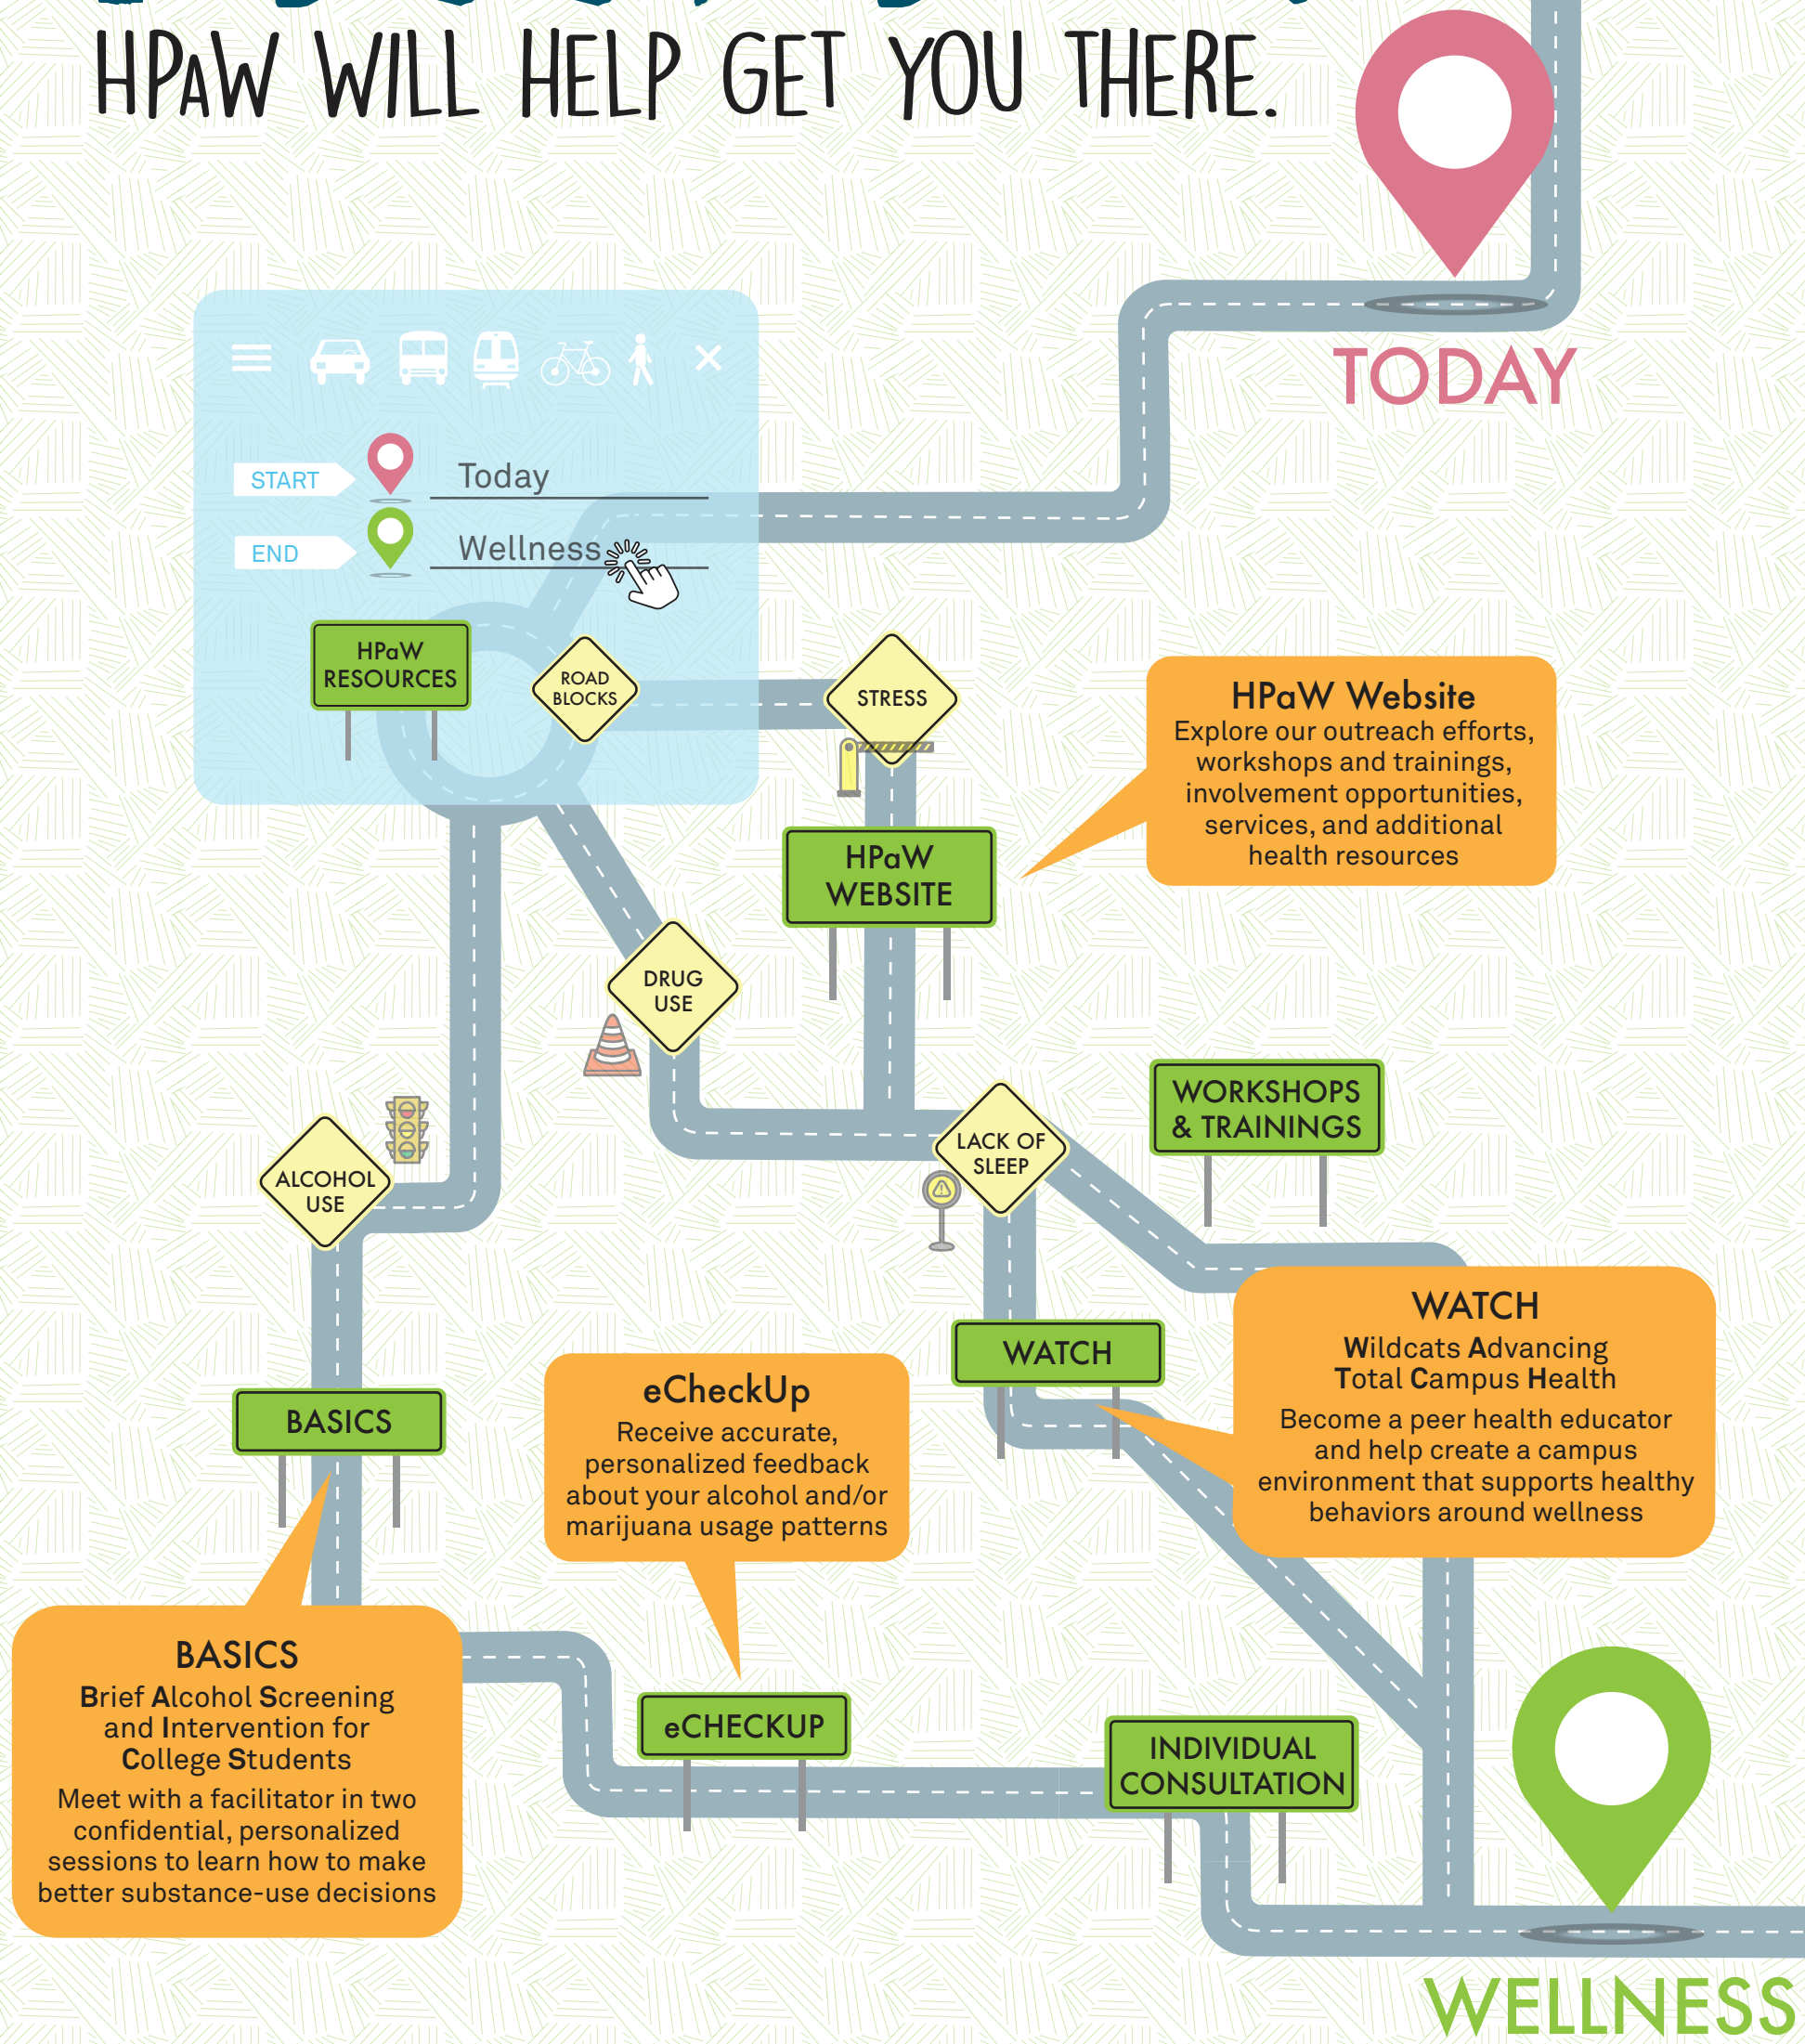 HPaW WILL HELP GET YOU THERE.
TODAY
START
Today
END
Wellness
HPaW
RESOURCES
ROAD
BLOCKS
STRESS
HPaW Website
Explore our outreach efforts,
workshops and trainings,
involvement opportunities,
services, and additional
health resources
HPaW
WEBSITE
DRUG
USE
WORKSHOPS
& TRAININGS
LACK OF
SLEEP
ALCOHOL
USE
WATCH
WATCH
Wildcats Advancing
Total Campus Health
Become a peer health educator
and help create a campus
environment that supports healthy
behaviors around wellness
BASICS
eCheckUp
Receive accurate,
personalized feedback
about your alcohol and/or
marijuana usage patterns
BASICS
Brief Alcohol Screening
and Intervention for
College Students
Meet with a facilitator in two
confidential, personalized
sessions to learn how to make
better substance-use decisions
eCHECKUP
INDIVIDUAL
CONSULTATION
WELLNESS